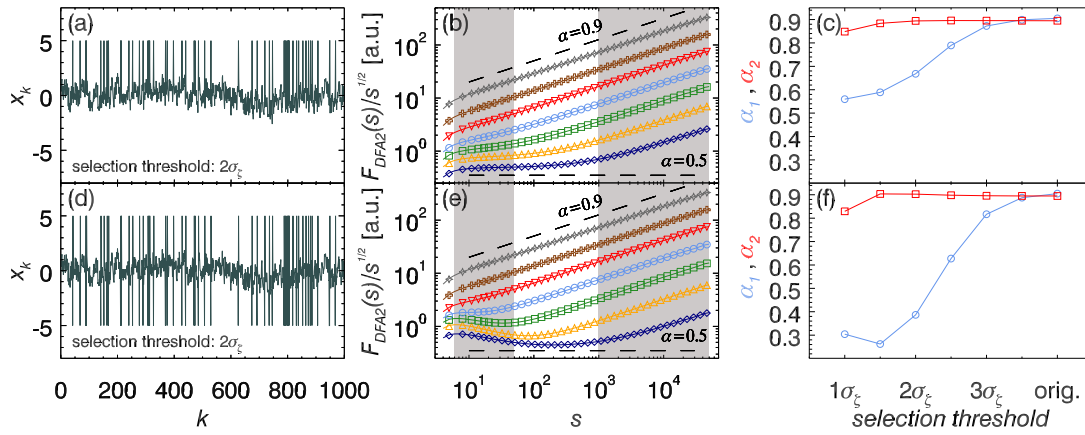 (a)
5
0
-5
x_k
selection threshold: 2σ_ζ
(b)
10^2
10^1
10^0
F_DFA2(s)/s^1/2 [a.u.]
α=0.9
α=0.5
(c)
0.9
0.8
0.7
0.6
0.5
0.4
0.3
α_1 , α_2
(d)
5
0
-5
x_k
selection threshold: 2σ_ζ
0 200 400 600 800 1000
k
(e)
10^2
10^1
10^0
F_DFA2(s)/s^1/2 [a.u.]
α=0.9
α=0.5
10^1 10^2 10^3 10^4
s
(f)
0.9
0.8
0.7
0.6
0.5
0.4
0.3
α_1 , α_2
1σ_ζ 2σ_ζ 3σ_ζ orig.
selection threshold